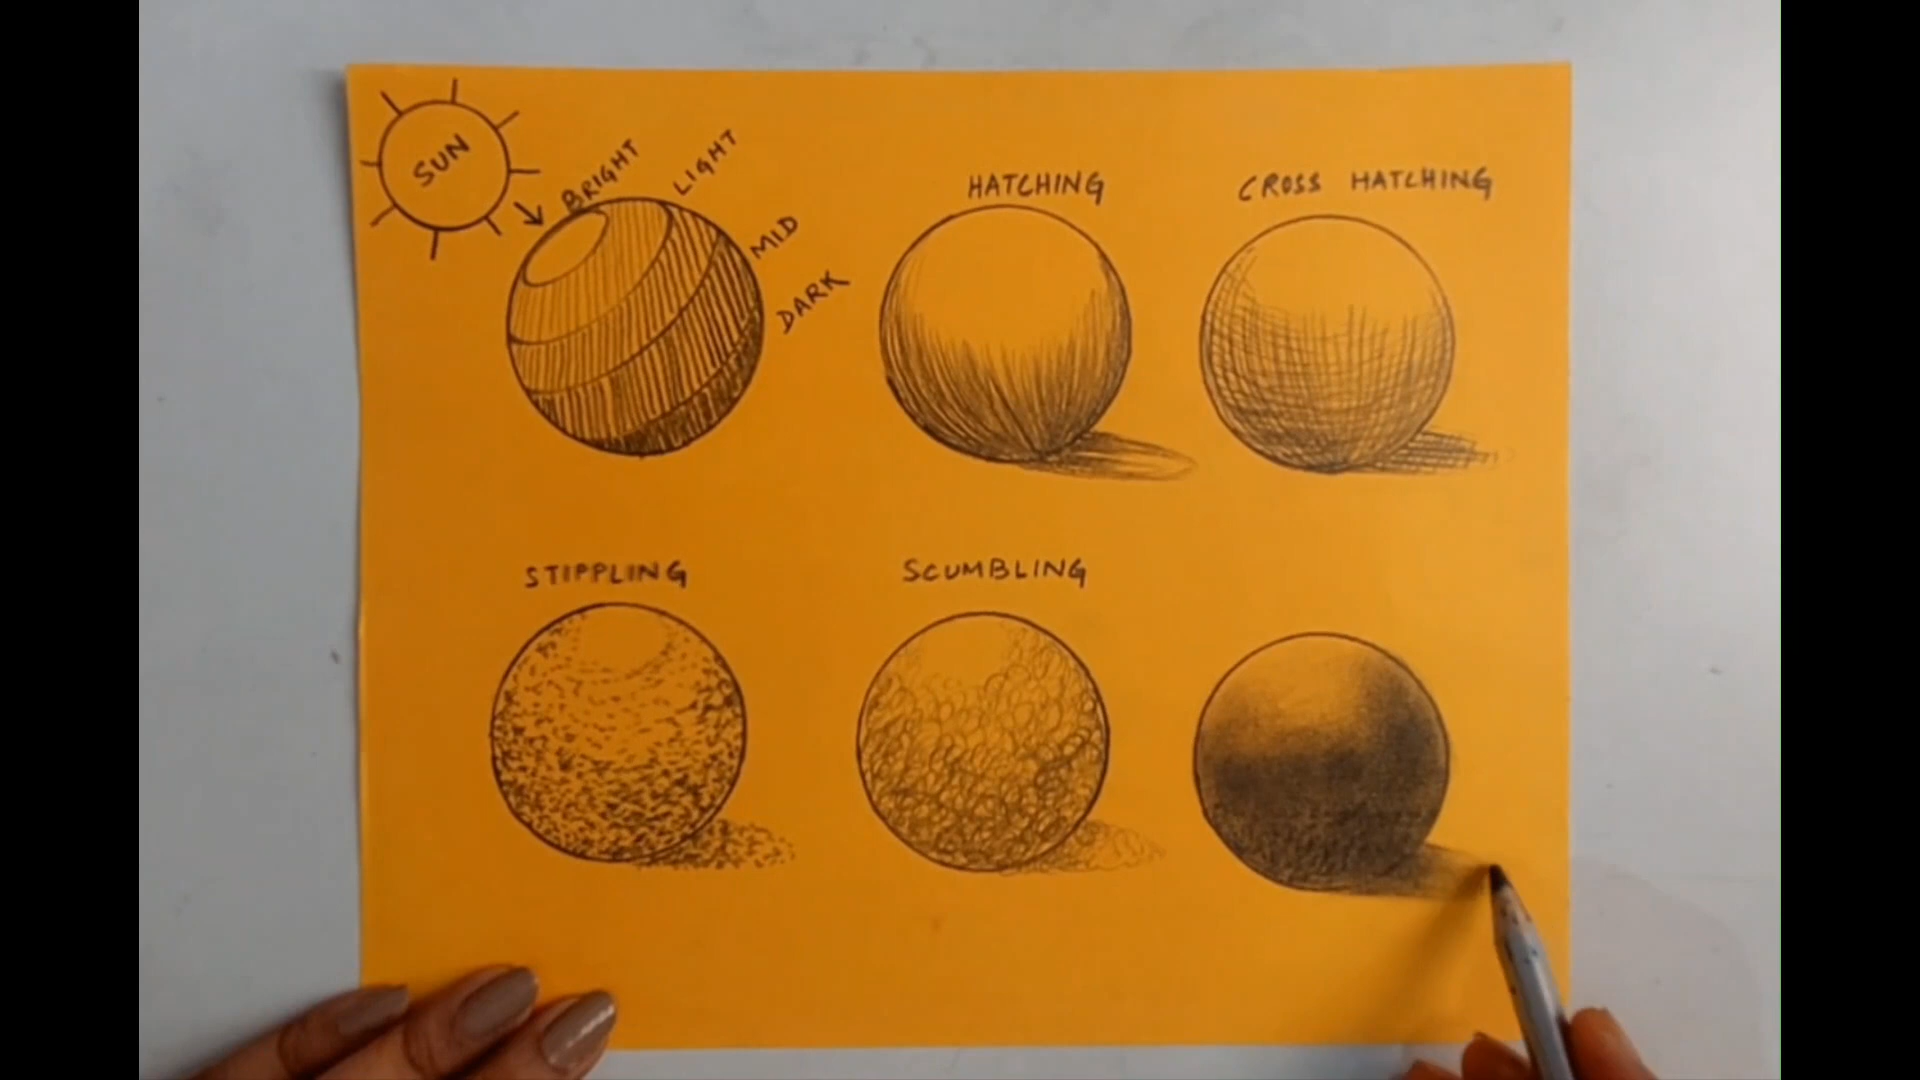 SUN
BRIGHT
LIGHT
MID
DARK
HATCHING
CROSS HATCHING
STIPPLING
SCUMBLING